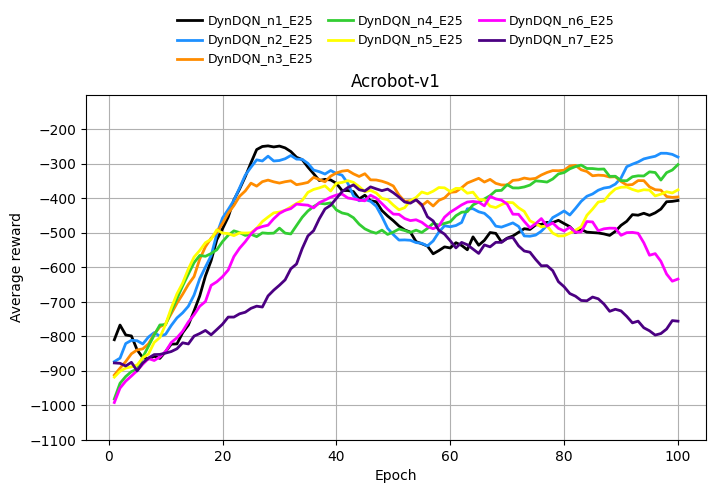 DynDQN_n1_E25 DynDQN_n4_E25 DynDQN_n6_E25
DynDQN_n2_E25 DynDQN_n5_E25 DynDQN_n7_E25
DynDQN_n3_E25
Acrobot-v1
−200
−300
−400
−500
−600
−700
−800
−900
−1000
−1100
Average reward
0 20 40 60 80 100
Epoch